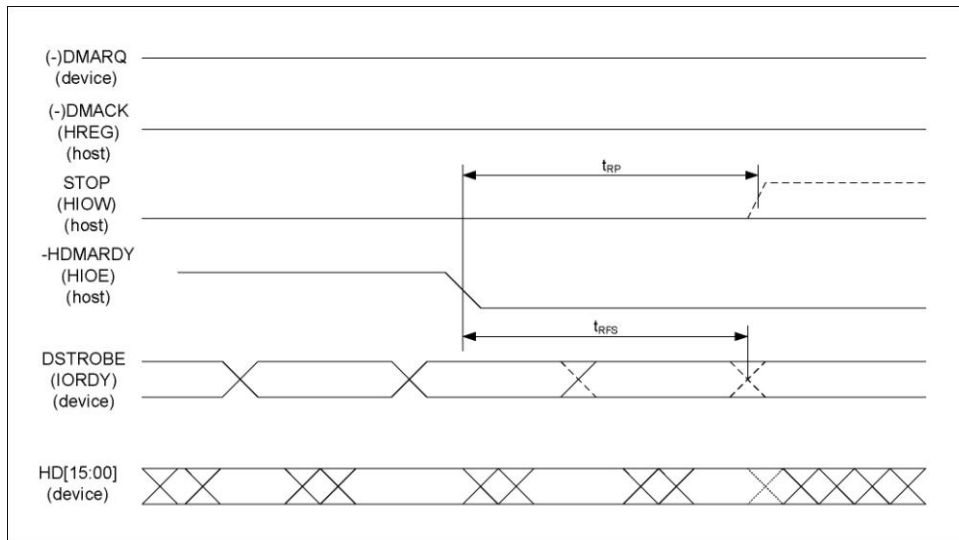 (-)DMARQ
(device)
(-)DMACK
(HREG)
(host)
STOP
(HIOW)
(host)
tRP
-HDMARDY
(HIOE)
(host)
tRFS
DSTROBE
(IORDY)
(device)
HD[15:00]
(device)